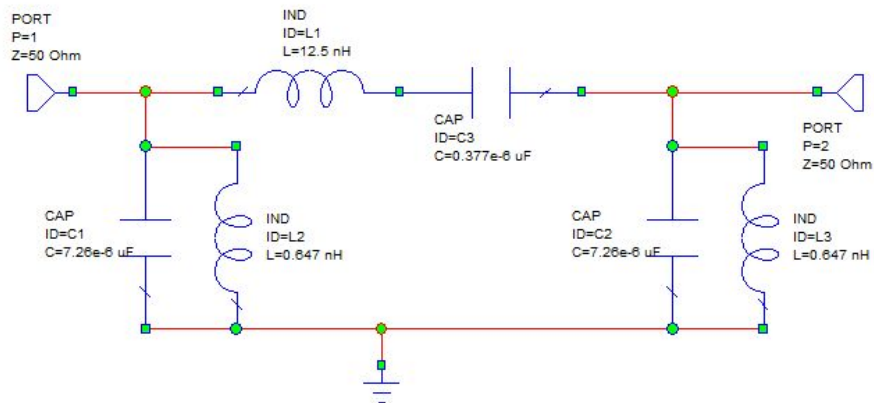 PORT
P=1
Z=50 Ohm
IND
ID=L1
L=12.5 nH
CAP
ID=C3
C=0.377e-6 uF
PORT
P=2
Z=50 Ohm
CAP
ID=C1
C=7.26e-6 uF
IND
ID=L2
L=0.647 nH
CAP
ID=C2
C=7.26e-6 uF
IND
ID=L3
L=0.647 nH